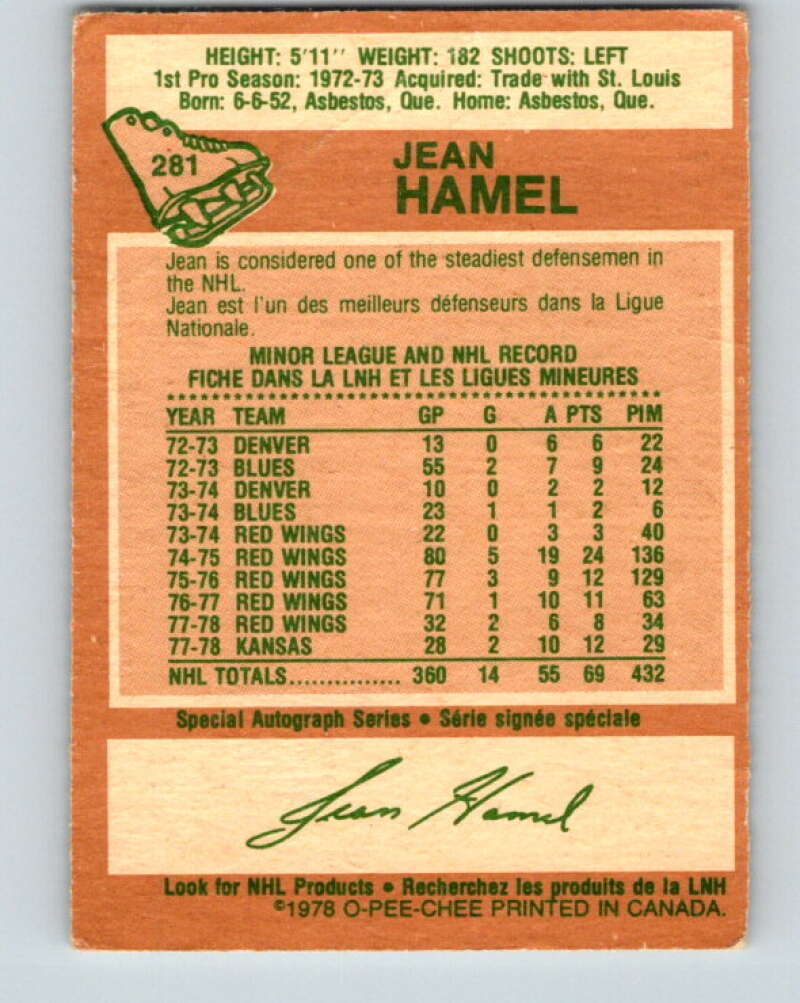 HEIGHT: 5'11'' WEIGHT: 182 SHOOTS: LEFT
1st Pro Season: 1972-73 Acquired: Trade with St. Louis
Born: 6-6-52, Asbestos, Que. Home: Asbestos, Que.
281
JEAN
HAMEL
Jean is considered one of the steadiest defensemen in
the NHL.
Jean est l'un des meilleurs défenseurs dans la Ligue
Nationale.
MINOR LEAGUE AND NHL RECORD
FICHE DANS LA LNH ET LES LIGUES MINEURES
YEAR TEAM GP G A PTS PIM
72-73 DENVER 13 0 6 6 22
72-73 BLUES 55 2 7 9 24
73-74 DENVER 10 0 2 2 12
73-74 BLUES 23 1 1 2 6
73-74 RED WINGS 22 0 3 3 40
74-75 RED WINGS 80 5 19 24 136
75-76 RED WINGS 77 3 9 12 129
76-77 RED WINGS 71 1 10 11 63
77-78 RED WINGS 32 2 6 8 34
77-78 KANSAS 28 2 10 12 29
NHL TOTALS............... 360 14 55 69 432
Special Autograph Series • Série signée spéciale
Jean Hamel
Look for NHL Products • Recherchez les produits de la LNH
©1978 O-PEE-CHEE PRINTED IN CANADA.